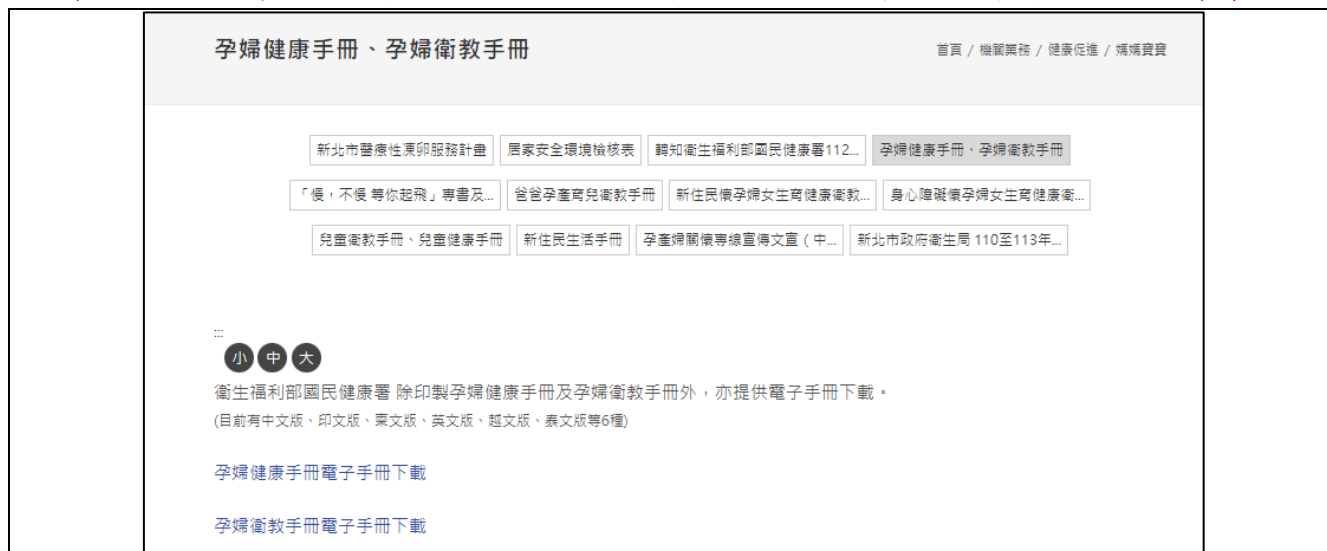 孕婦健康手冊、孕婦衛教手冊
首頁 / 機關業務 / 健康促進 / 媽媽寶寶
新北市醫療性凍卵服務計畫 居家安全環境檢核表 轉知衛生福利部國民健康署112... 孕婦健康手冊、孕婦衛教手冊
「慢，不慢 等你起飛」專書及... 爸爸孕產育兒衛教手冊 新住民懷孕婦女生育健康衛教... 身心障礙懷孕婦女生育健康衛...
兒童衛教手冊、兒童健康手冊 新住民生活手冊 孕產婦關懷專線宣傳文宣（中... 新北市政府衛生局 110至113年...
:::
小 中 大
衛生福利部國民健康署 除印製孕婦健康手冊及孕婦衛教手冊外，亦提供電子手冊下載。
(目前有中文版、印文版、柬文版、英文版、越文版、泰文版等6種)
孕婦健康手冊電子手冊下載
孕婦衛教手冊電子手冊下載